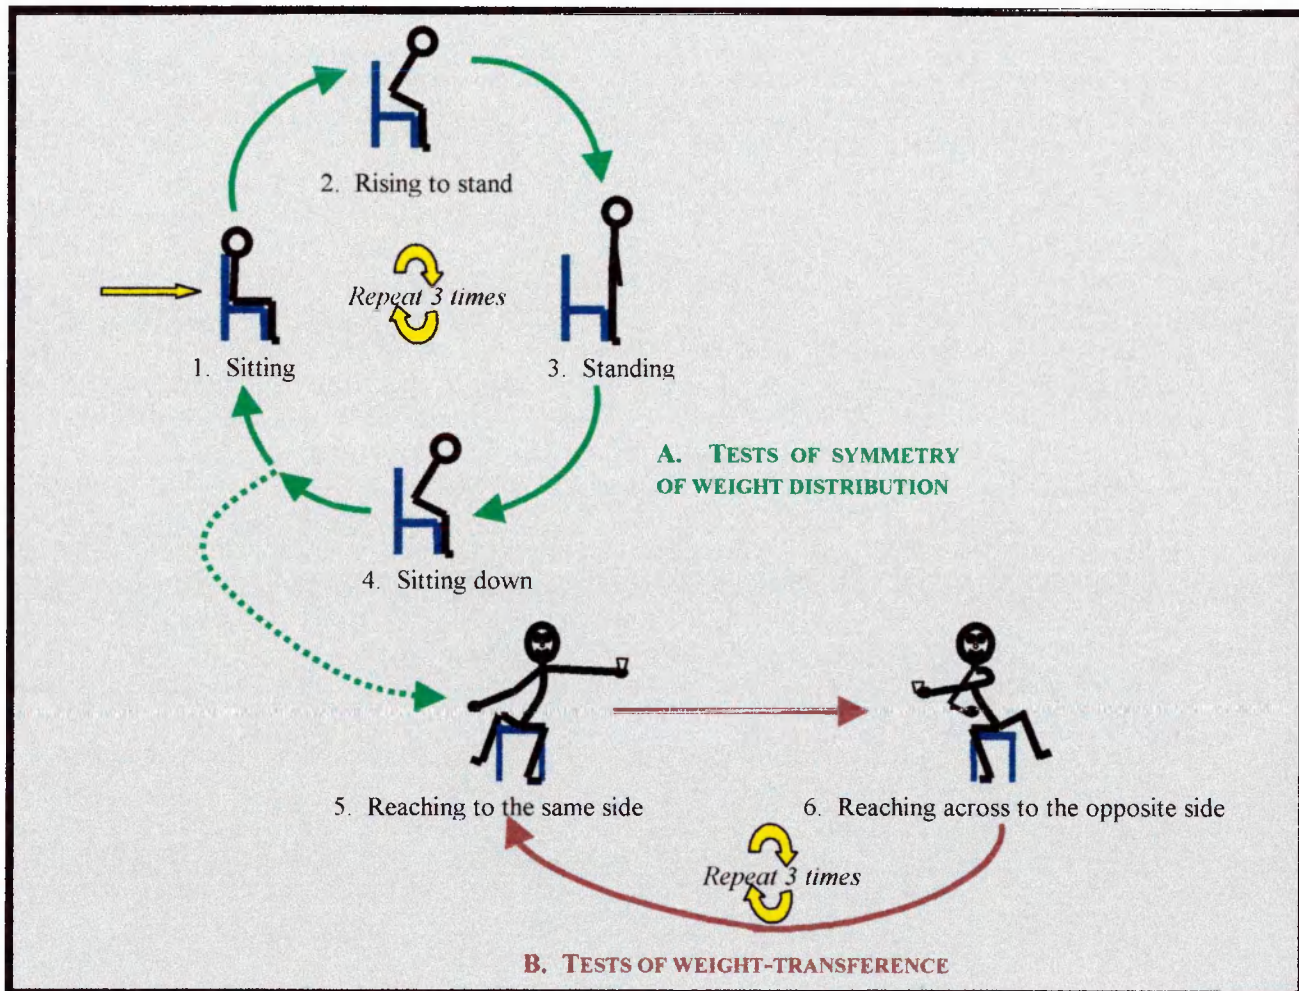 2. Rising to stand
Repeat 3 times
1. Sitting
3. Standing
A. TESTS OF SYMMETRY
OF WEIGHT DISTRIBUTION
4. Sitting down
5. Reaching to the same side
6. Reaching across to the opposite side
Repeat 3 times
B. TESTS OF WEIGHT-TRANSFERENCE